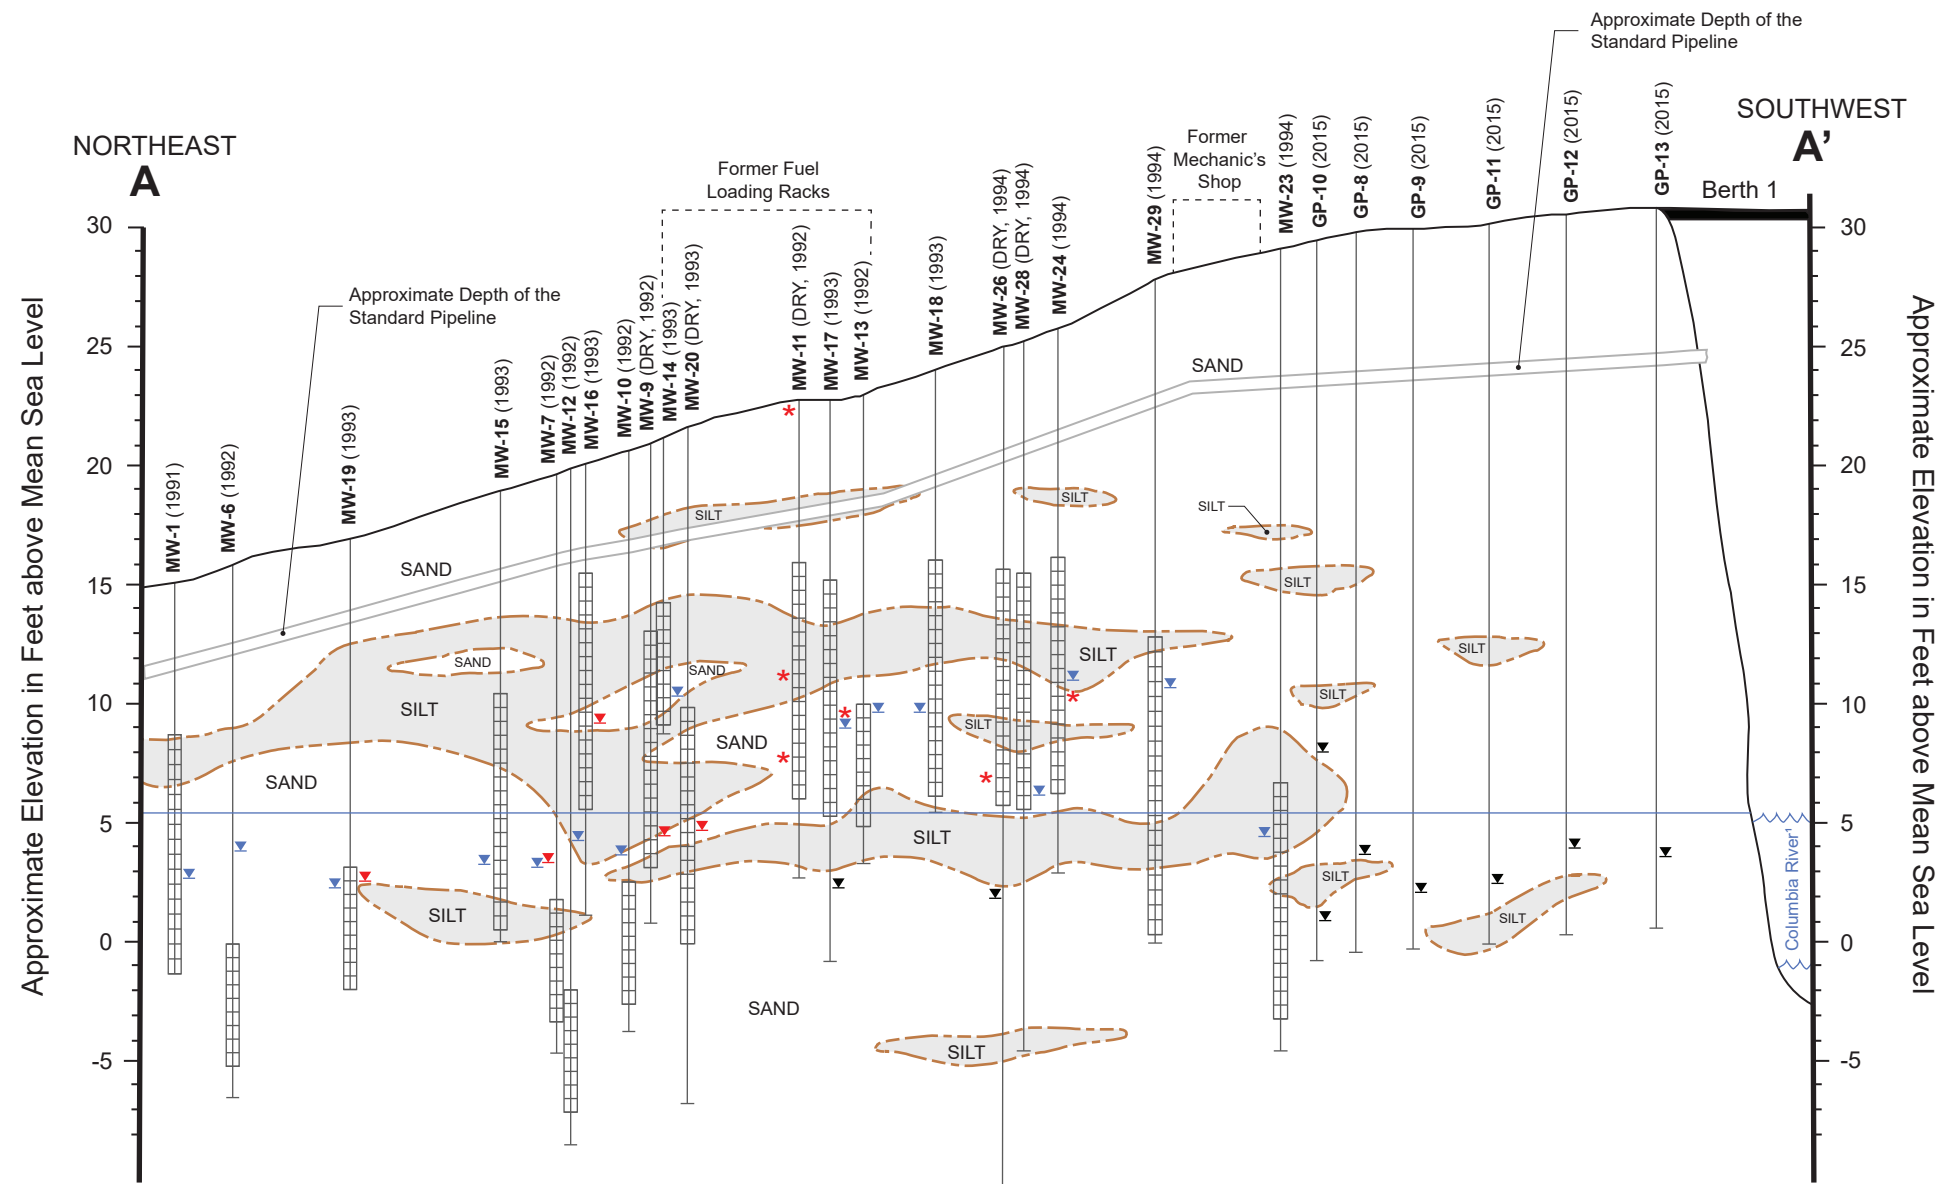 Approximate Depth of the
Standard Pipeline
NORTHEAST
A
SOUTHWEST
A’
Berth 1
Former Fuel
Loading Racks
Former
Mechanic’s
Shop
Approximate Depth of the
Standard Pipeline
MW-1 (1991)
MW-6 (1992)
MW-19 (1993)
MW-15 (1993)
MW-7 (1992)
MW-12 (1992)
MW-16 (1993)
MW-10 (1992)
MW-9 (DRY, 1992)
MW-14 (1993)
MW-20 (DRY, 1993)
MW-11 (DRY, 1992)
MW-17 (1993)
MW-13 (1992)
MW-18 (1993)
MW-26 (DRY, 1994)
MW-28 (DRY, 1994)
MW-24 (1994)
MW-29 (1994)
MW-23 (1994)
GP-10 (2015)
GP-8 (2015)
GP-9 (2015)
GP-11 (2015)
GP-12 (2015)
GP-13 (2015)
Approximate Elevation in Feet above Mean Sea Level
30
25
20
15
10
5
0
-5
SAND
SILT
SILT
SILT
SAND
SILT
SAND
SILT
SAND
SAND
SILT
SAND
SILT
SAND
SILT
SILT
SILT
SILT
SILT
SILT
SILT
SILT
SAND
SILT
Columbia River¹
30
25
20
15
10
5
0
-5
Approximate Elevation in Feet above Mean Sea Level